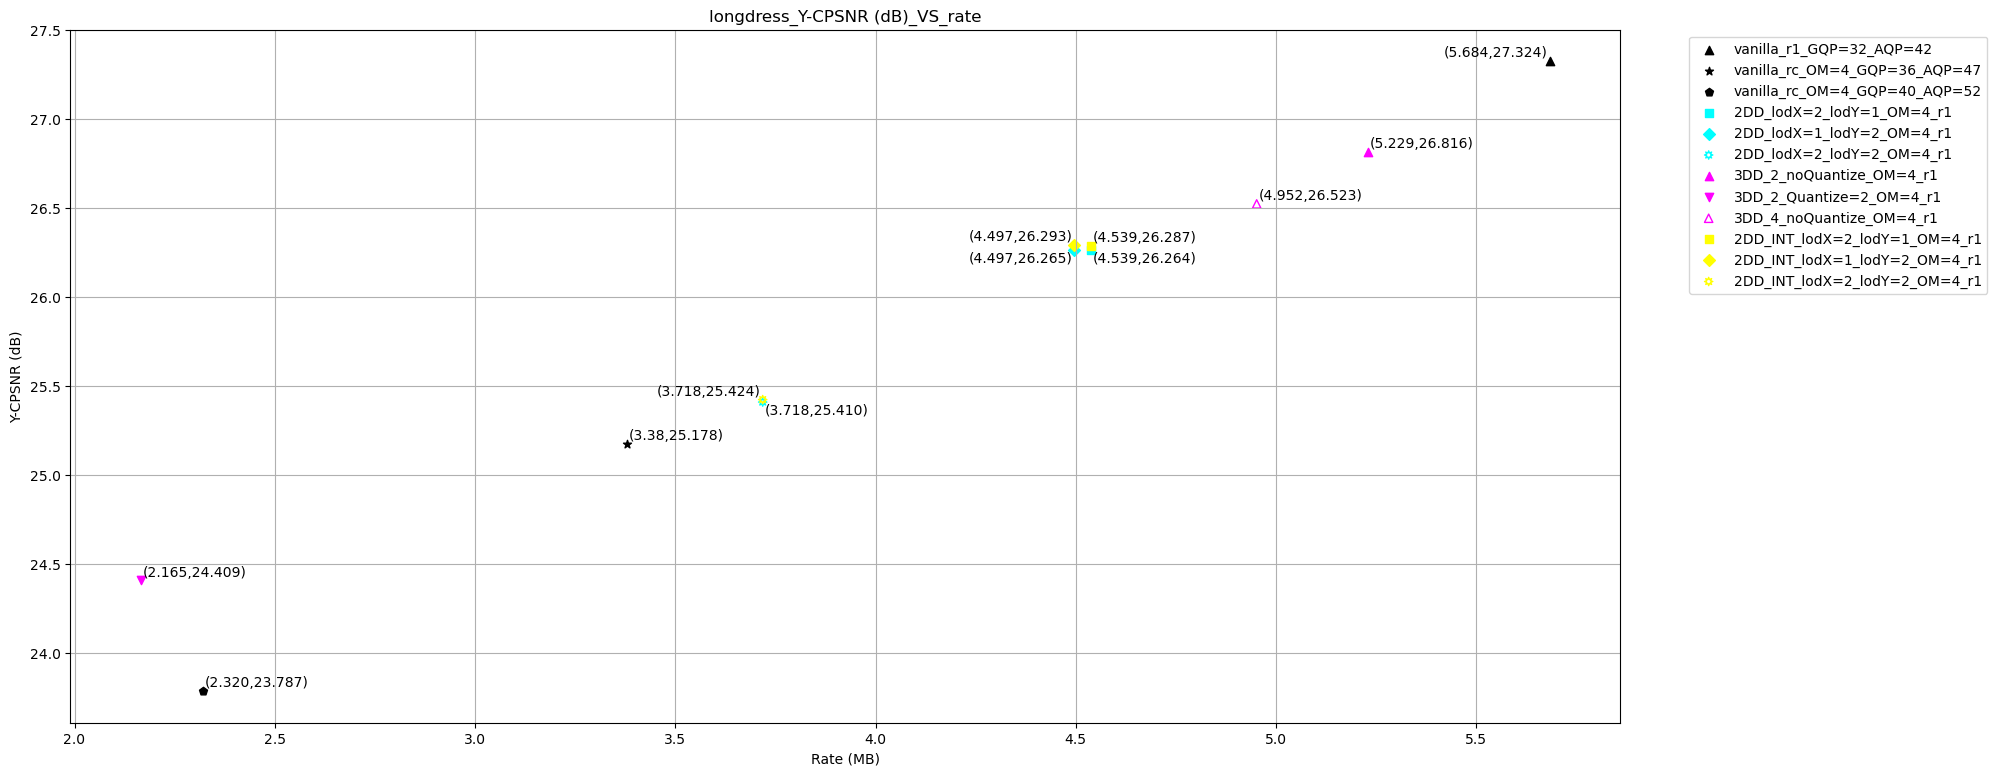 longdress_Y-CPSNR (dB)_VS_rate
27.5
27.0
26.5
26.0
25.5
25.0
24.5
24.0
Y-CPSNR (dB)
(5.684,27.324)
(5.229,26.816)
(4.952,26.523)
(4.497,26.293)
(4.539,26.287)
(4.497,26.265)
(4.539,26.264)
(3.718,25.424)
(3.718,25.410)
(3.38,25.178)
(2.165,24.409)
(2.320,23.787)
2.0 2.5 3.0 3.5 4.0 4.5 5.0 5.5
Rate (MB)
vanilla_r1_GQP=32_AQP=42
vanilla_rc_OM=4_GQP=36_AQP=47
vanilla_rc_OM=4_GQP=40_AQP=52
2DD_lodX=2_lodY=1_OM=4_r1
2DD_lodX=1_lodY=2_OM=4_r1
2DD_lodX=2_lodY=2_OM=4_r1
3DD_2_noQuantize_OM=4_r1
3DD_2_Quantize=2_OM=4_r1
3DD_4_noQuantize_OM=4_r1
2DD_INT_lodX=2_lodY=1_OM=4_r1
2DD_INT_lodX=1_lodY=2_OM=4_r1
2DD_INT_lodX=2_lodY=2_OM=4_r1